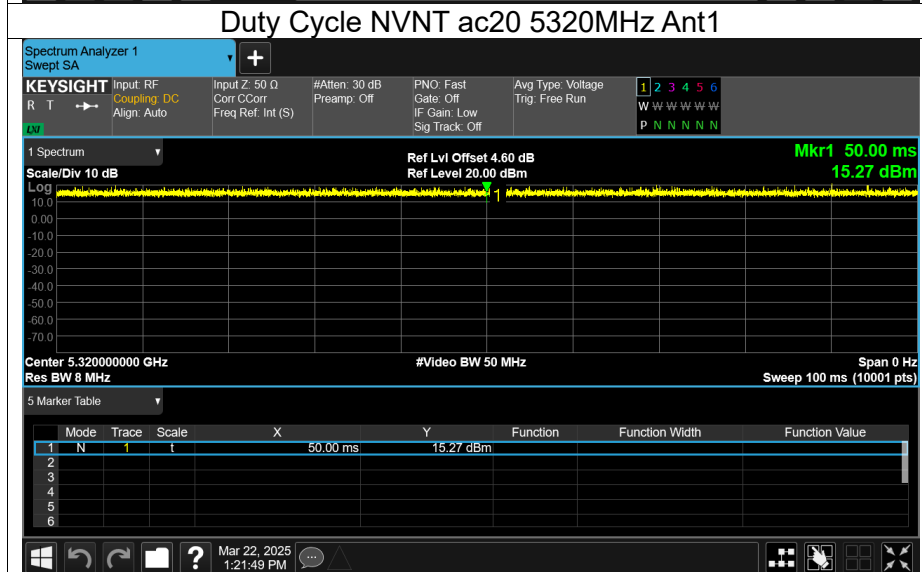 Duty Cycle NVNT ac20 5320MHz Ant1
Spectrum Analyzer 1
Swept SA
+
KEYSIGHT Input: RF Input Z: 50 Ω #Atten: 30 dB PNO: Fast Avg Type: Voltage 1 2 3 4 5 6
R T Coupling: DC Corr CCorr Preamp: Off Gate: Off Trig: Free Run W W W W W W
Align: Auto Freq Ref: Int (S) IF Gain: Low
LXI Sig Track: Off P N N N N N
1 Spectrum Ref Lvl Offset 4.60 dB Mkr1 50.00 ms
Scale/Div 10 dB Ref Level 20.00 dBm 15.27 dBm
Log
10.0
1
0.00
-10.0
-20.0
-30.0
-40.0
-50.0
-60.0
-70.0
Center 5.320000000 GHz #Video BW 50 MHz Span 0 Hz
Res BW 8 MHz Sweep 100 ms (10001 pts)
5 Marker Table
Mode Trace Scale X Y Function Function Width Function Value
1 N 1 t 50.00 ms 15.27 dBm
2
3
4
5
6
? Mar 22, 2025
1:21:49 PM